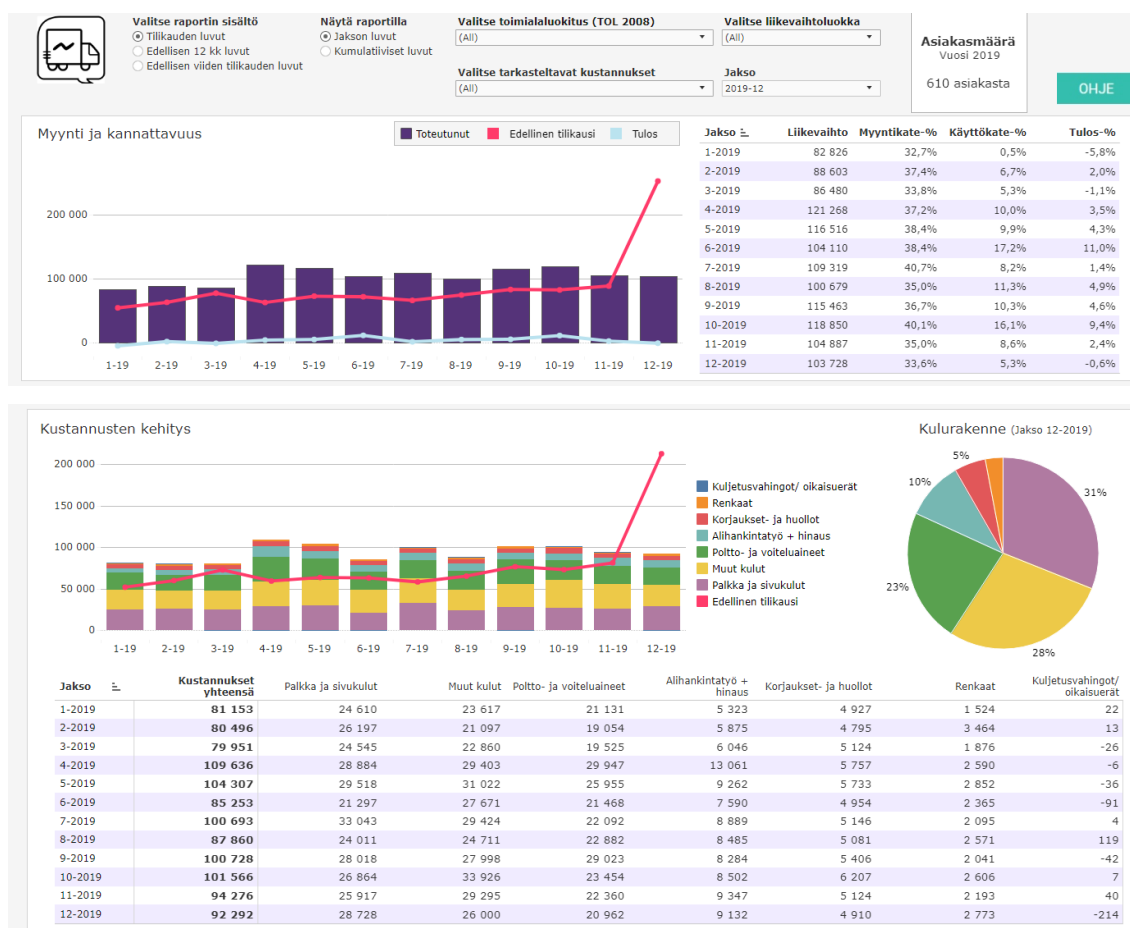 Valitse raportin sisältö
Tilikauden luvut
Edellisen 12 kk luvut
Edellisen viiden tilikauden luvut
Näytä raportilla
Jakson luvut
Kumulatiiviset luvut
Valitse toimialaluokitus (TOL 2008)
(All)
Valitse tarkasteltavat kustannukset
(All)
Valitse liikevaihtoluokka
(All)
Jakso
2019-12
Asiakasmäärä
Vuosi 2019
610 asiakasta
OHJE
Myynti ja kannattavuus
Toteutunut Edellinen tilikausi Tulos
200 000
100 000
0
1-19 2-19 3-19 4-19 5-19 6-19 7-19 8-19 9-19 10-19 11-19 12-19
Jakso Liikevaihto Myyntikate-% Käyttökate-% Tulos-%
1-2019 82 826 32,7% 0,5% -5,8%
2-2019 88 603 37,4% 6,7% 2,0%
3-2019 86 480 33,8% 5,3% -1,1%
4-2019 121 268 37,2% 10,0% 3,5%
5-2019 116 516 38,4% 9,9% 4,3%
6-2019 104 110 38,4% 17,2% 11,0%
7-2019 109 319 40,7% 8,2% 1,4%
8-2019 100 679 35,0% 11,3% 4,9%
9-2019 115 463 36,7% 10,3% 4,6%
10-2019 118 850 40,1% 16,1% 9,4%
11-2019 104 887 35,0% 8,6% 2,4%
12-2019 103 728 33,6% 5,3% -0,6%
Kustannusten kehitys
200 000
150 000
100 000
50 000
0
1-19 2-19 3-19 4-19 5-19 6-19 7-19 8-19 9-19 10-19 11-19 12-19
Kuljetusvahingot/ oikaisuerät
Renkaat
Korjaukset- ja huollot
Alihankintatyö + hinaus
Poltto- ja voiteluaineet
Muut kulut
Palkka ja sivukulut
Edellinen tilikausi
Kulurakenne (Jakso 12-2019)
5%
10%
31%
23%
28%
Jakso Kustannukset yhteensä Palkka ja sivukulut Muut kulut Poltto- ja voiteluaineet Alihankintatyö + hinaus Korjaukset- ja huollot Renkaat Kuljetusvahingot/ oikaisuerät
1-2019 81 153 24 610 23 617 21 131 5 323 4 927 1 524 22
2-2019 80 496 26 197 21 097 19 054 5 875 4 795 3 464 13
3-2019 79 951 24 545 22 860 19 525 6 046 5 124 1 876 -26
4-2019 109 636 28 884 29 403 29 947 13 061 5 757 2 590 -6
5-2019 104 307 29 518 31 022 25 955 9 262 5 733 2 852 -36
6-2019 85 253 21 297 27 671 21 468 7 590 4 954 2 365 -91
7-2019 100 693 33 043 29 424 22 092 8 889 5 146 2 095 4
8-2019 87 860 24 011 24 711 22 882 8 485 5 081 2 571 119
9-2019 100 728 28 018 27 998 29 023 8 284 5 406 2 041 -42
10-2019 101 566 26 864 33 926 23 454 8 502 6 207 2 606 7
11-2019 94 276 25 917 29 295 22 360 9 347 5 124 2 193 40
12-2019 92 292 28 728 26 000 20 962 9 132 4 910 2 773 -214